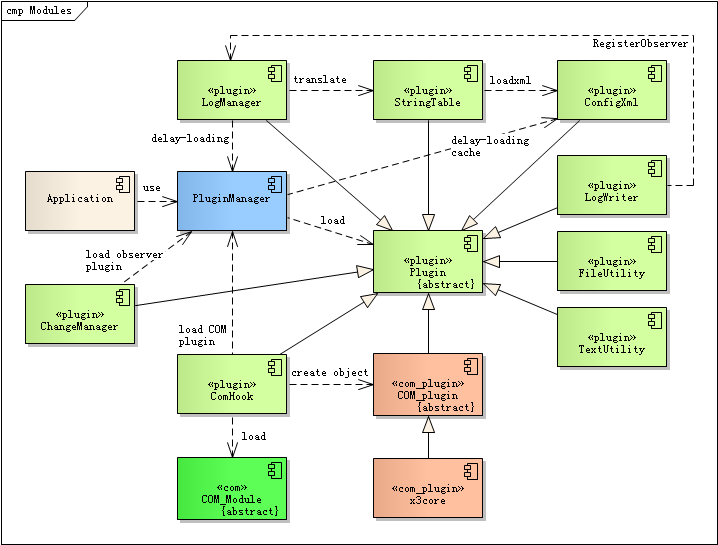 cmp Modules
RegisterObserver
«plugin»
LogManager
translate
«plugin»
StringTable
loadxml
«plugin»
ConfigXml
delay-loading
delay-loading
cache
Application
use
PluginManager
load
«plugin»
LogWriter
load observer
plugin
«plugin»
Plugin
{abstract}
«plugin»
FileUtility
«plugin»
ChangeManager
load COM
plugin
«plugin»
TextUtility
«plugin»
ComHook
create object
«com_plugin»
COM_plugin
{abstract}
load
«com»
COM_Module
{abstract}
«com_plugin»
x3core